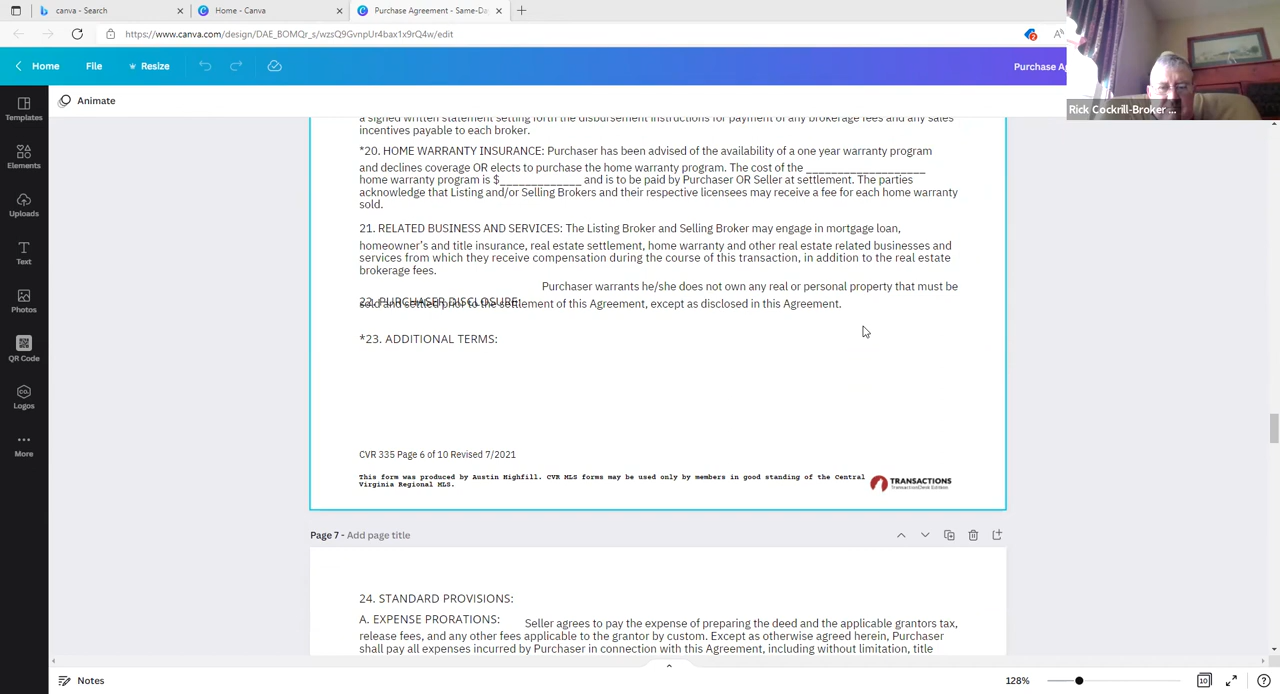 canva - Search
Home - Canva
Purchase Agreement - Same-Da
https://www.canva.com/design/DAE_BOMQr_s/wzsQ9GvnpUr4bax1x9rQ4w/edit
2
Home
File
Resize
Purchase Ag
Rick Cockrill-Broker ...
Animate
Templates
Elements
Uploads
Text
Photos
QR Code
Logos
More
a signed written statement setting forth the disbursement instructions for payment of any brokerage fees and any sales
incentives payable to each broker.
*20. HOME WARRANTY INSURANCE: Purchaser has been advised of the availability of a one year warranty program
and declines coverage OR elects to purchase the home warranty program. The cost of the ____________________
home warranty program is $______________ and is to be paid by Purchaser OR Seller at settlement. The parties
acknowledge that Listing and/or Selling Brokers and their respective licensees may receive a fee for each home warranty
sold.
21. RELATED BUSINESS AND SERVICES: The Listing Broker and Selling Broker may engage in mortgage loan,
homeowner's and title insurance, real estate settlement, home warranty and other real estate related businesses and
services from which they receive compensation during the course of this transaction, in addition to the real estate
brokerage fees.
Purchaser warrants he/she does not own any real or personal property that must be
22. PURCHASER DISCLOSURE:
sold and settled prior to the settlement of this Agreement, except as disclosed in this Agreement.
*23. ADDITIONAL TERMS:
CVR 335 Page 6 of 10 Revised 7/2021
This form was produced by Austin Highfill. CVR MLS forms may be used only by members in good standing of the Central
Virginia Regional MLS.
TRANSACTIONS
TransactionDesk Edition
Page 7 - Add page title
24. STANDARD PROVISIONS:
A. EXPENSE PRORATIONS: Seller agrees to pay the expense of preparing the deed and the applicable grantors tax,
release fees, and any other fees applicable to the grantor by custom. Except as otherwise agreed herein, Purchaser
shall pay all expenses incurred by Purchaser in connection with this Agreement, including without limitation, title
Notes
128%
10